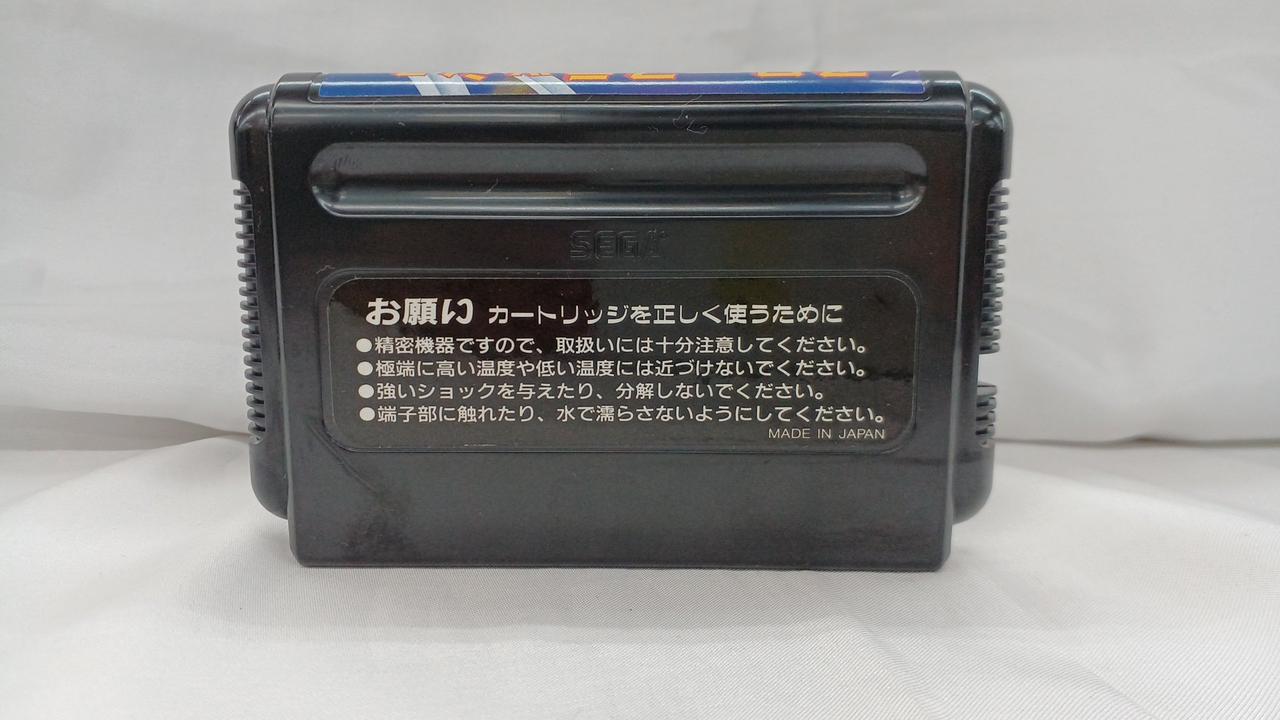 SEGA
お願い カートリッジを正しく使うために
●精密機器ですので、取扱いには十分注意してください。
●極端に高い温度や低い温度には近づけないでください。
●強いショックを与えたり、分解しないでください。
●端子部に触れたり、水で濡らさないようにしてください。
MADE IN JAPAN